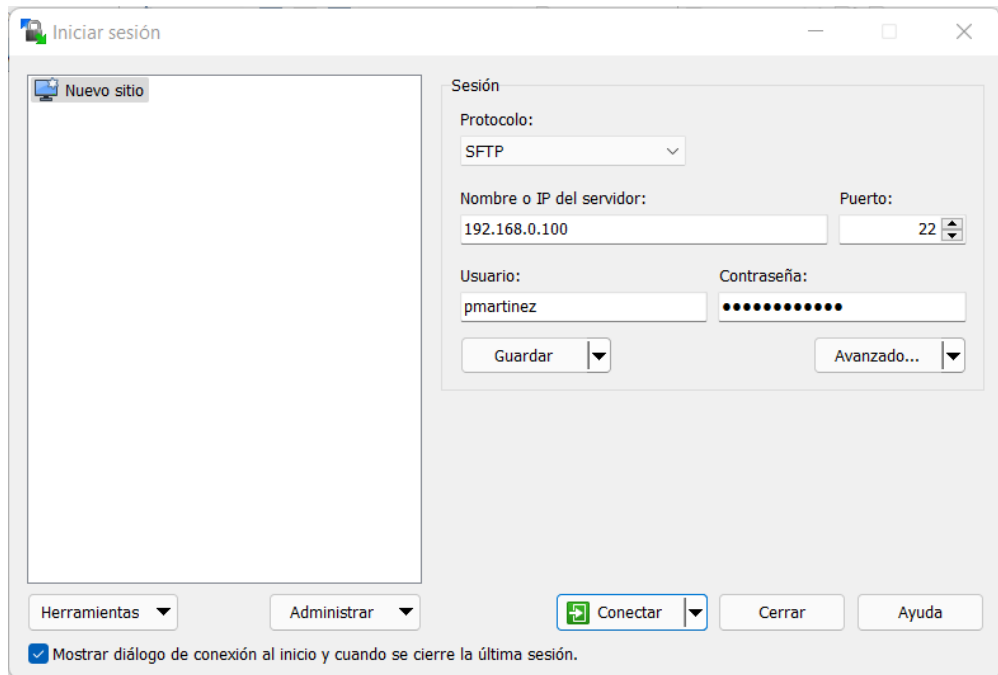 Iniciar sesión
Nuevo sitio
Sesión
Protocolo:
SFTP
Nombre o IP del servidor: Puerto:
192.168.0.100 22
Usuario: Contraseña:
pmartinez ••••••••••••
Guardar Avanzado...
Herramientas Administrar Conectar Cerrar Ayuda
Mostrar diálogo de conexión al inicio y cuando se cierre la última sesión.